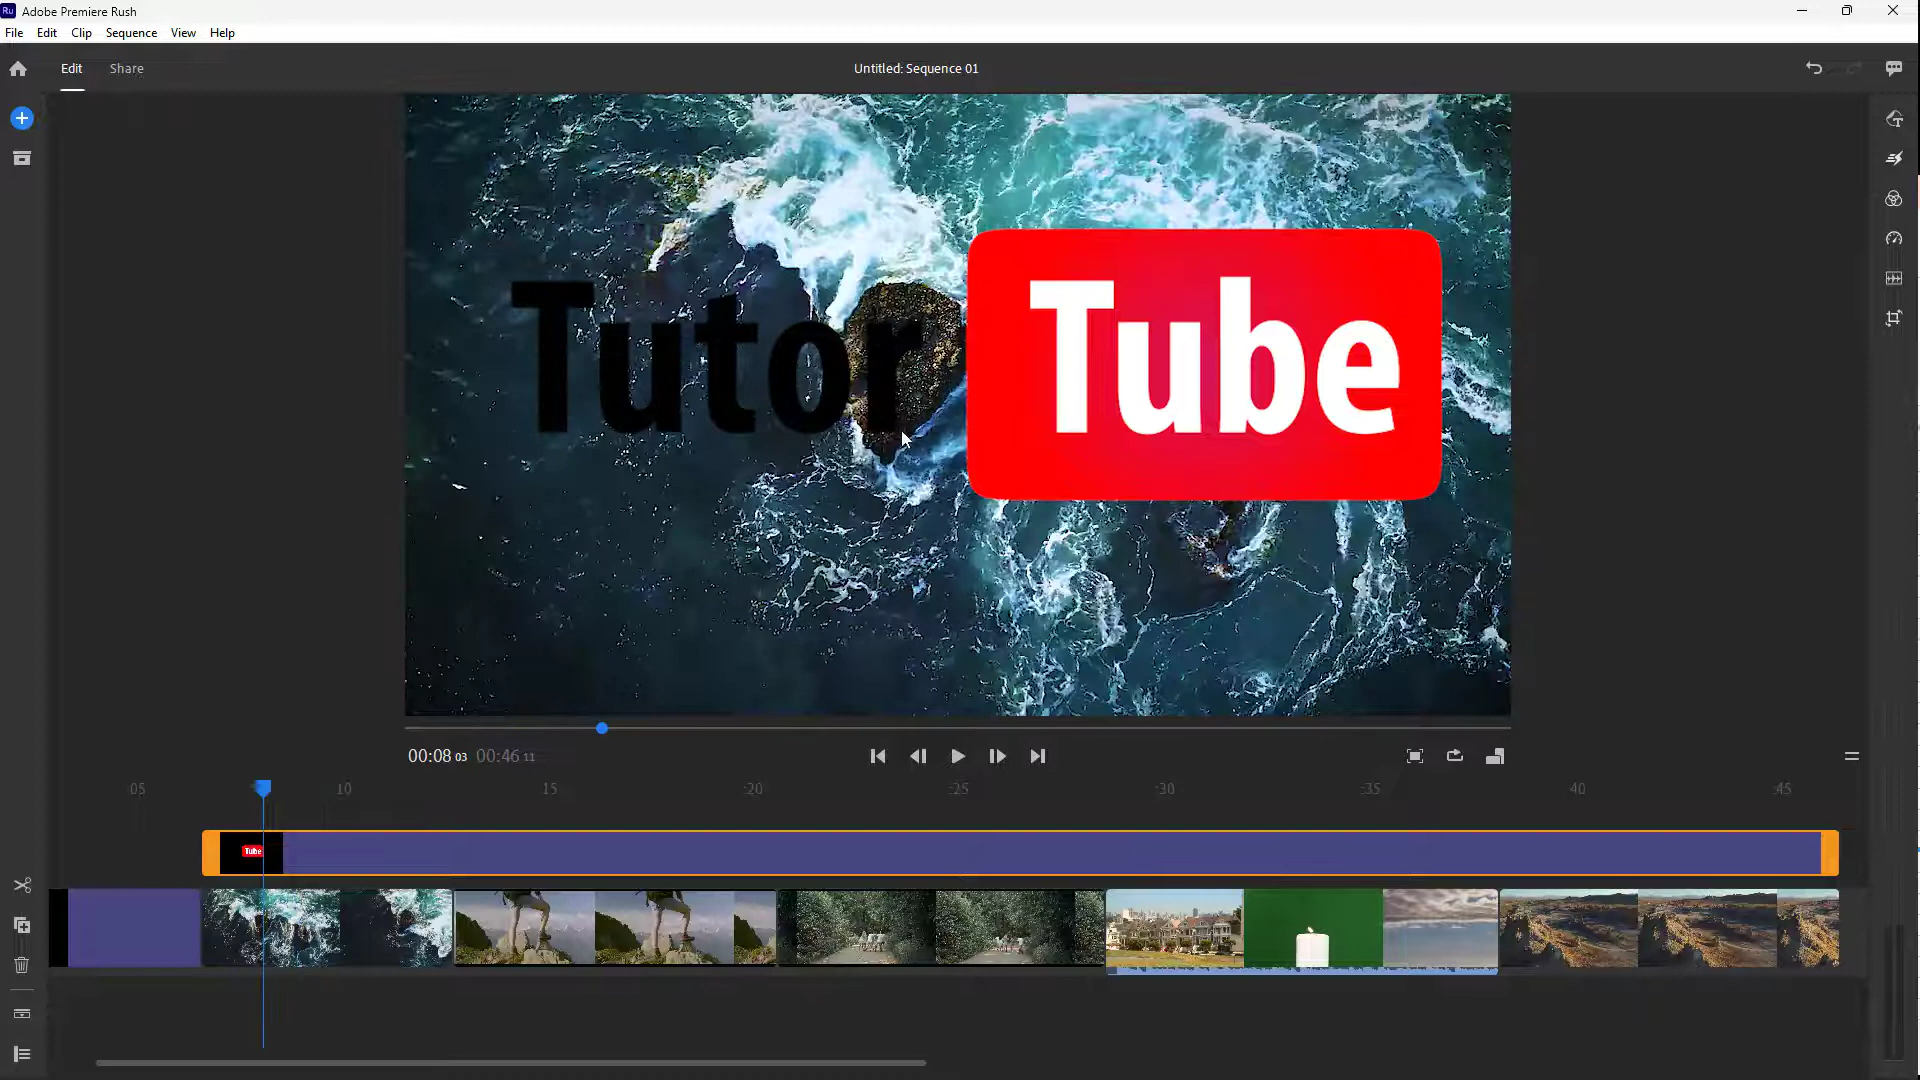 Ru Adobe Premiere Rush
File Edit Clip Sequence View Help
Edit Share Untitled: Sequence 01
Tutor Tube
00:08 03 00:46 11
05 10 15 :20 :25 :30 :35 :40 :45
Tube